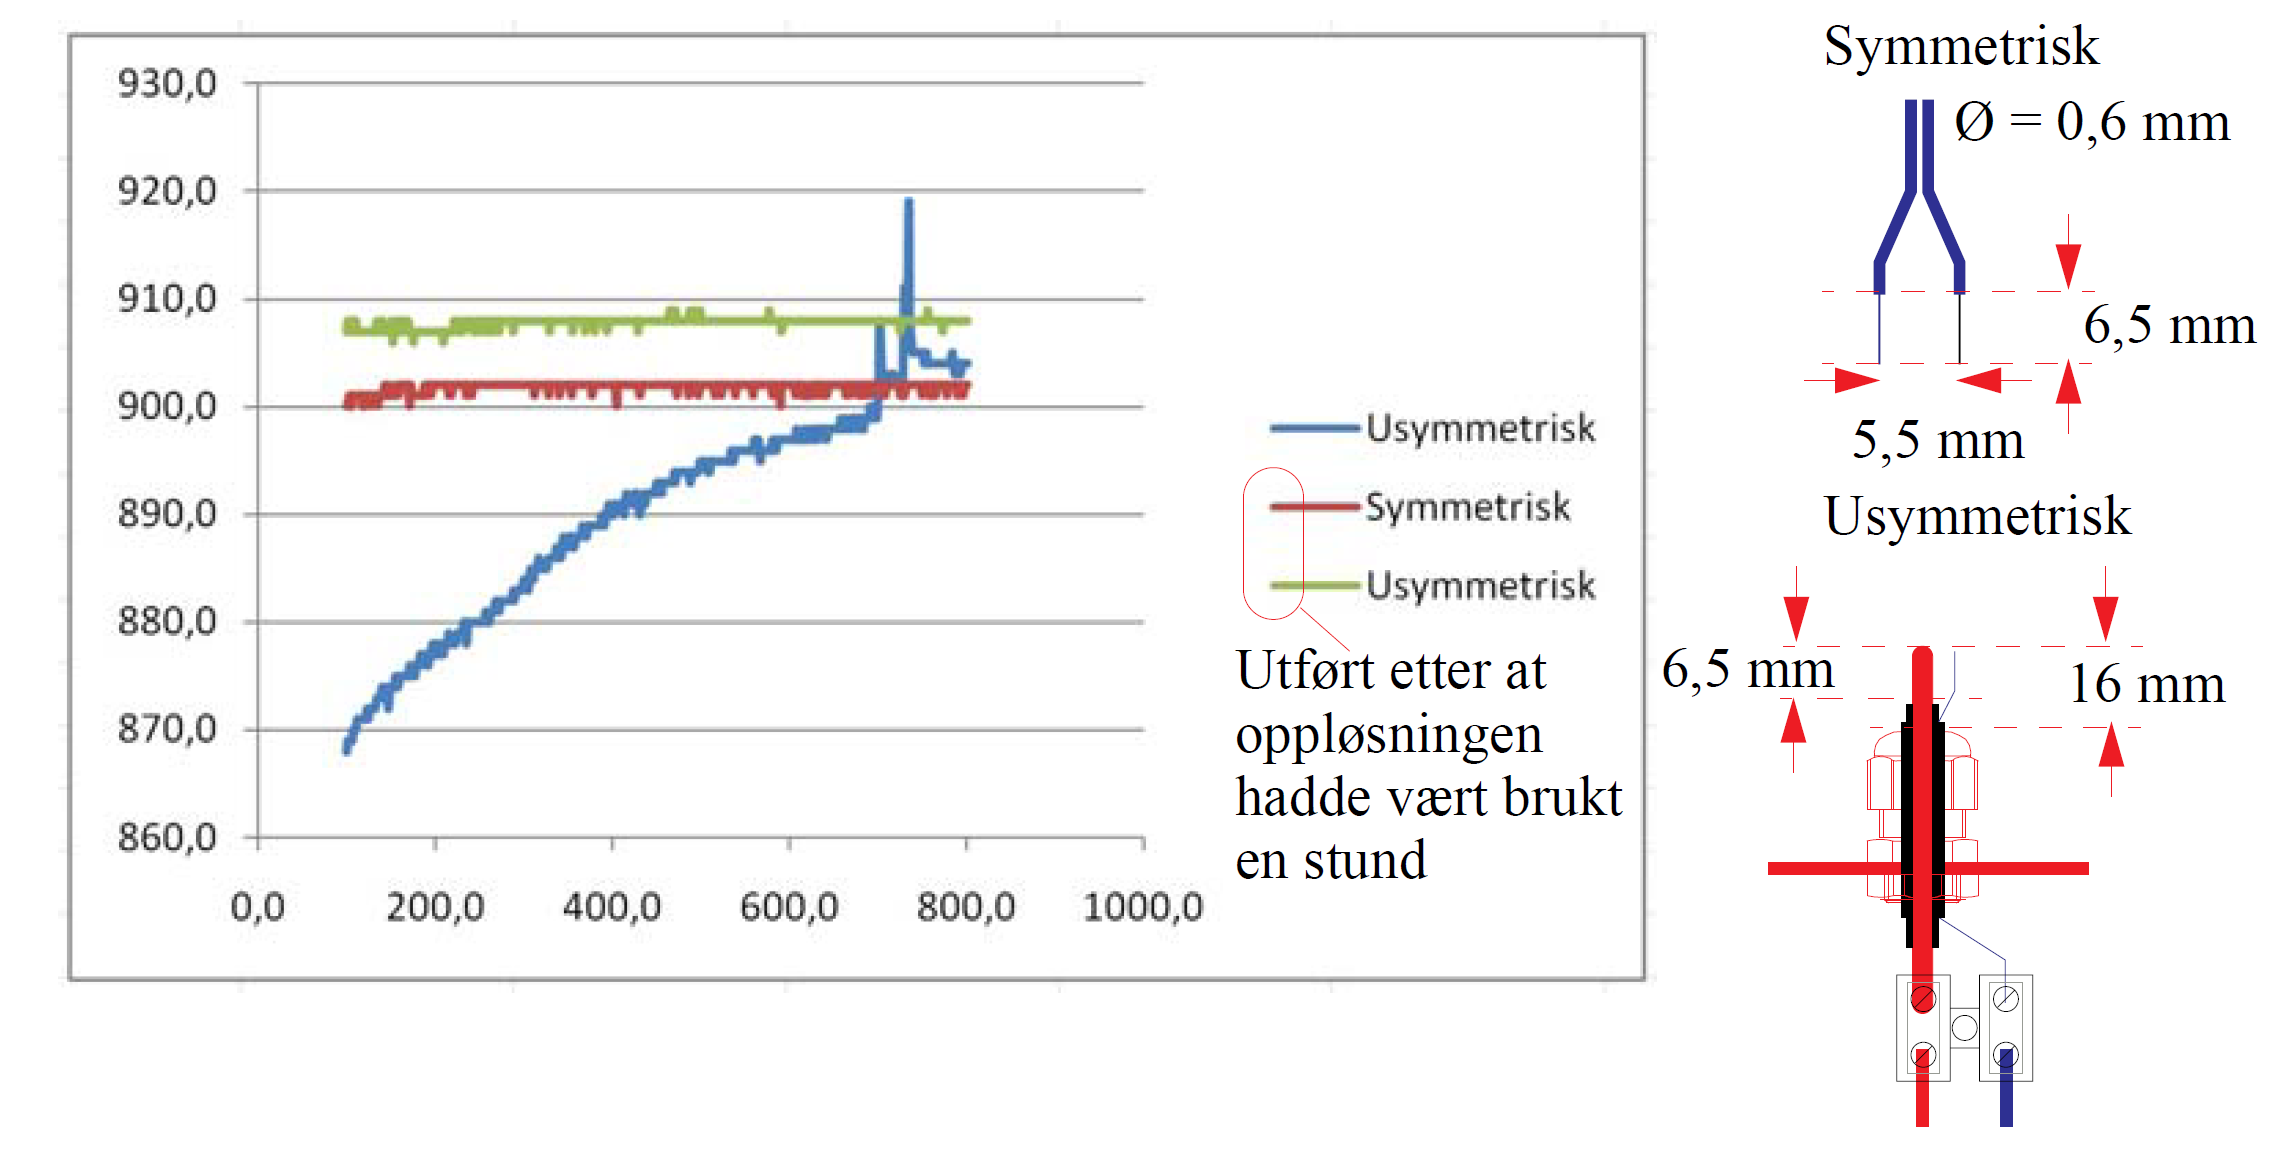 930,0
920,0
910,0
900,0
890,0
880,0
870,0
860,0
0,0 200,0 400,0 600,0 800,0 1000,0
Usymmetrisk
Symmetrisk
Usymmetrisk
Utført etter at
oppløsningen
hadde vært brukt
en stund
Symmetrisk
Ø = 0,6 mm
6,5 mm
5,5 mm
Usymmetrisk
6,5 mm
16 mm